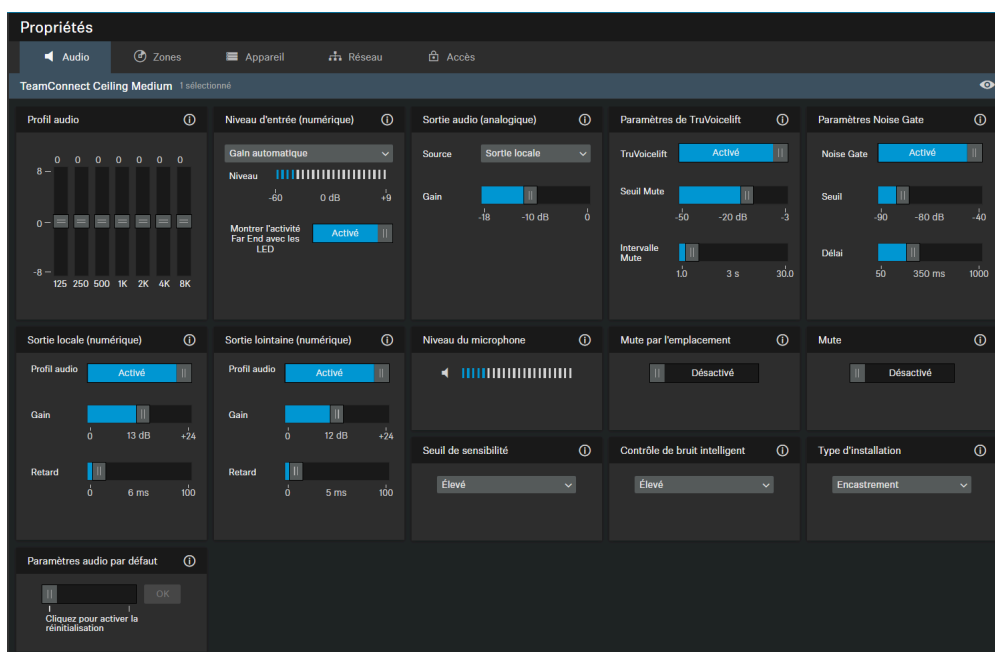 Propriétés
Audio Zones Appareil Réseau Accès
TeamConnect Ceiling Medium 1 sélectionné
Profil audio
8
0 0 0 0 0 0 0
0
-8
125 250 500 1K 2K 4K 8K
Niveau d'entrée (numérique)
Gain automatique
Niveau
-60 0 dB +9
Montrer l'activité
Far End avec les
LED
Activé
Sortie audio (analogique)
Source Sortie locale
Gain
-18 -10 dB 0
Paramètres de TruVoicelift
TruVoicelift Activé
Seuil Mute
-50 -20 dB -3
Intervalle
Mute
1.0 3 s 30.0
Paramètres Noise Gate
Noise Gate Activé
Seuil
-90 -80 dB -40
Délai
50 350 ms 1000
Sortie locale (numérique)
Profil audio Activé
Gain
0 13 dB +24
Retard
0 6 ms 100
Sortie lointaine (numérique)
Profil audio Activé
Gain
0 12 dB +24
Retard
0 5 ms 100
Niveau du microphone
Mute par l'emplacement
Désactivé
Mute
Désactivé
Seuil de sensibilité
Élevé
Contrôle de bruit intelligent
Élevé
Type d'installation
Encastrement
Paramètres audio par défaut
OK
Cliquez pour activer la
réinitialisation